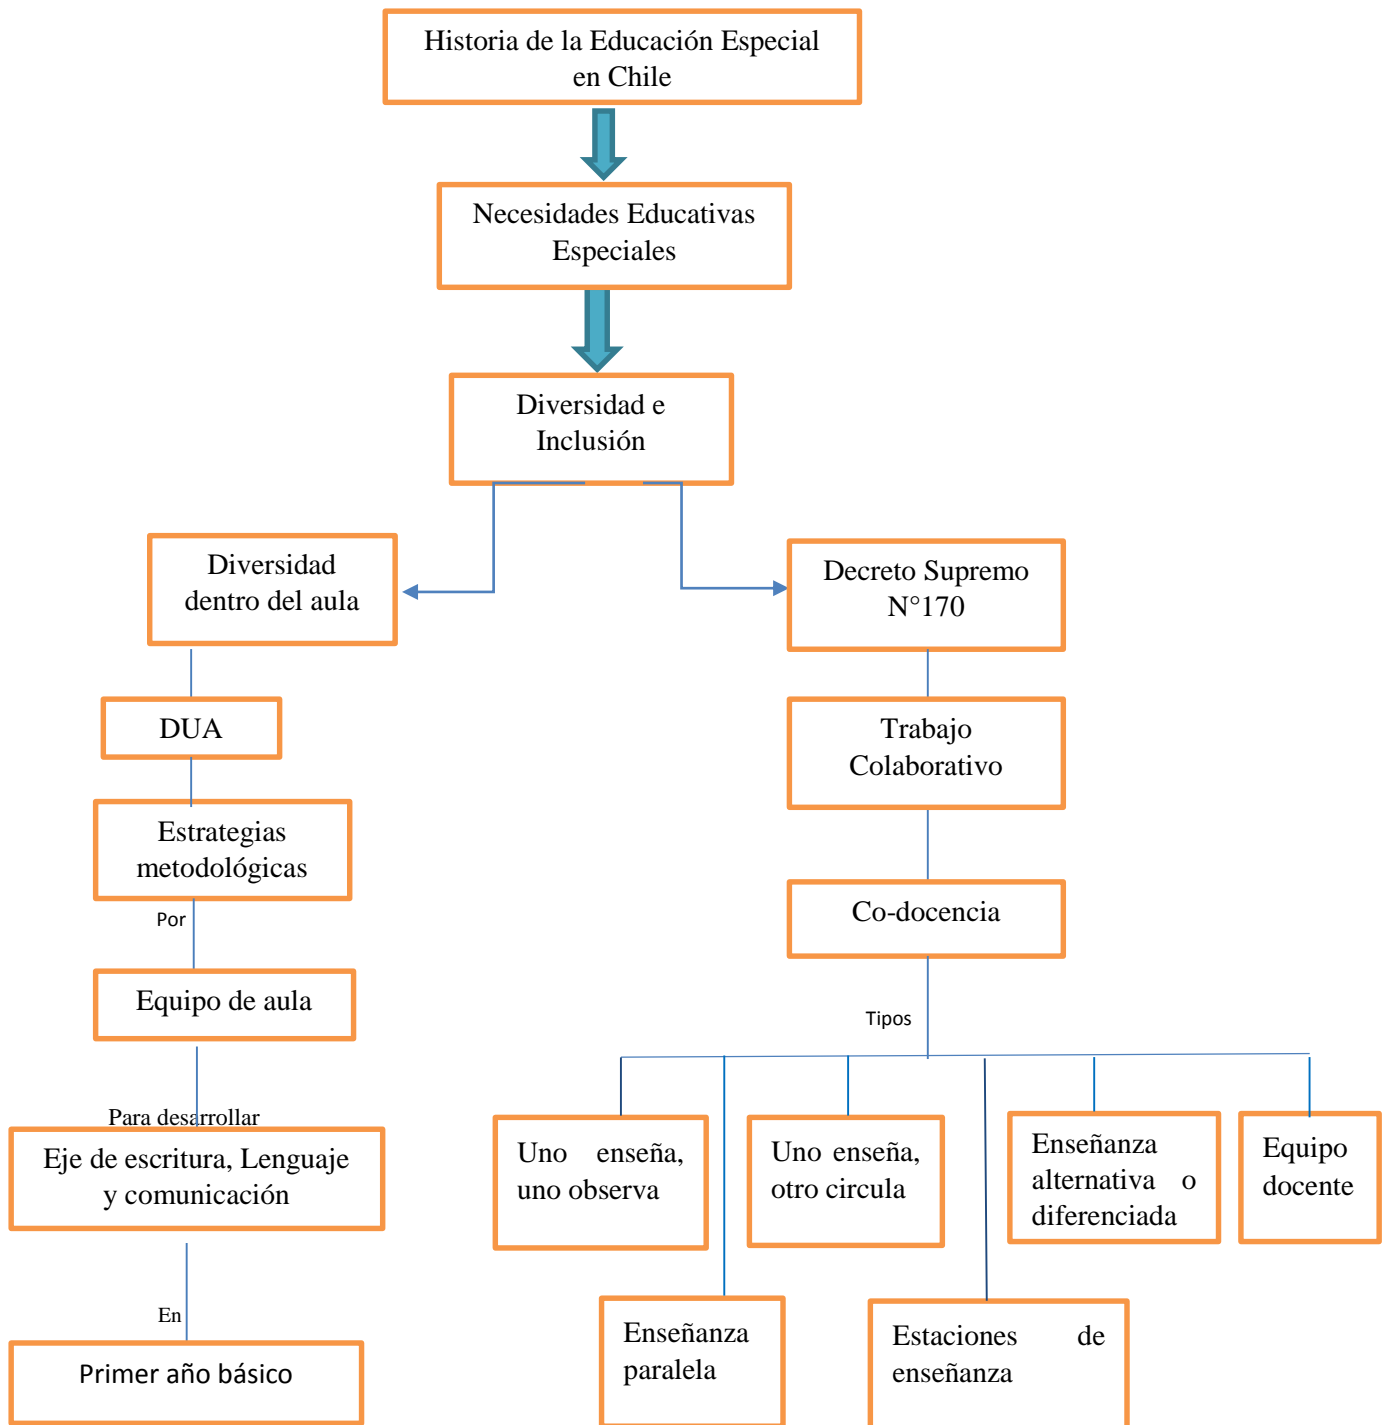 Historia de la Educación Especial
en Chile
Necesidades Educativas
Especiales
Diversidad e
Inclusión
Diversidad
dentro del aula
Decreto Supremo
N°170
DUA
Trabajo
Colaborativo
Estrategias
metodológicas
Por
Co-docencia
Equipo de aula
Tipos
Para desarrollar
Eje de escritura, Lenguaje
y comunicación
Uno enseña,
uno observa
Uno enseña,
otro circula
Enseñanza
alternativa o
diferenciada
Equipo
docente
En
Primer año básico
Enseñanza
paralela
Estaciones de
enseñanza